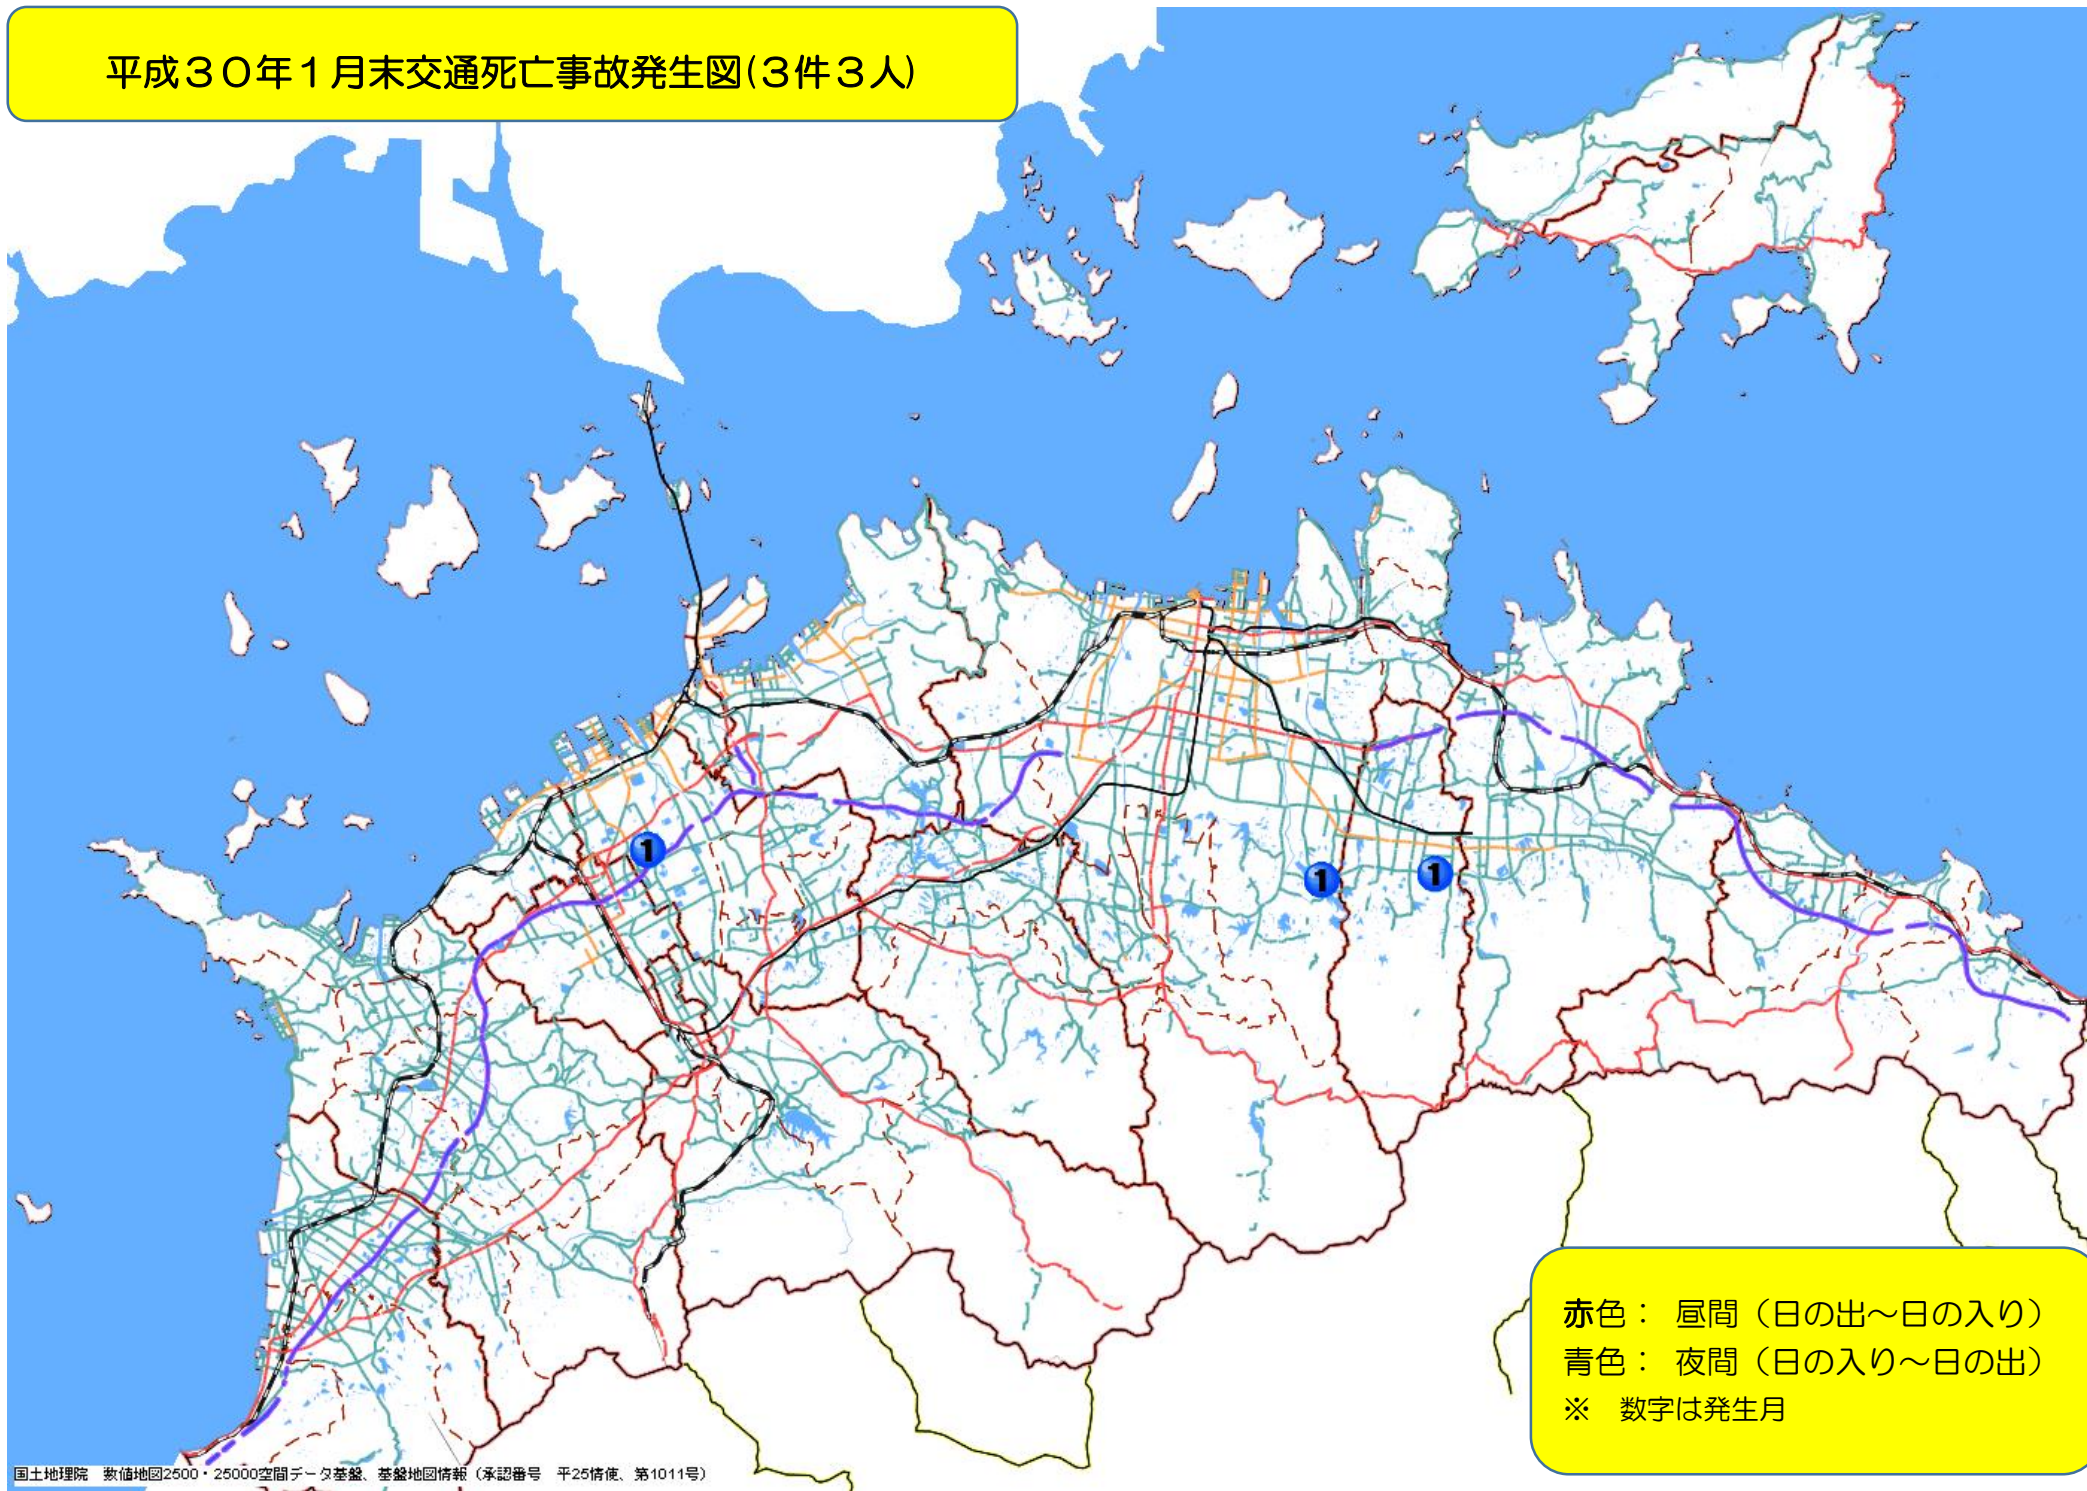 平成３０年１月末交通死亡事故発生図(３件３人)
1
1
1
赤色： 昼間（日の出～日の入り）
青色： 夜間（日の入り～日の出）
※　数字は発生月
国土地理院　数値地図2500・25000空間データ基盤、基盤地図情報（承認番号　平25情使、第1011号）